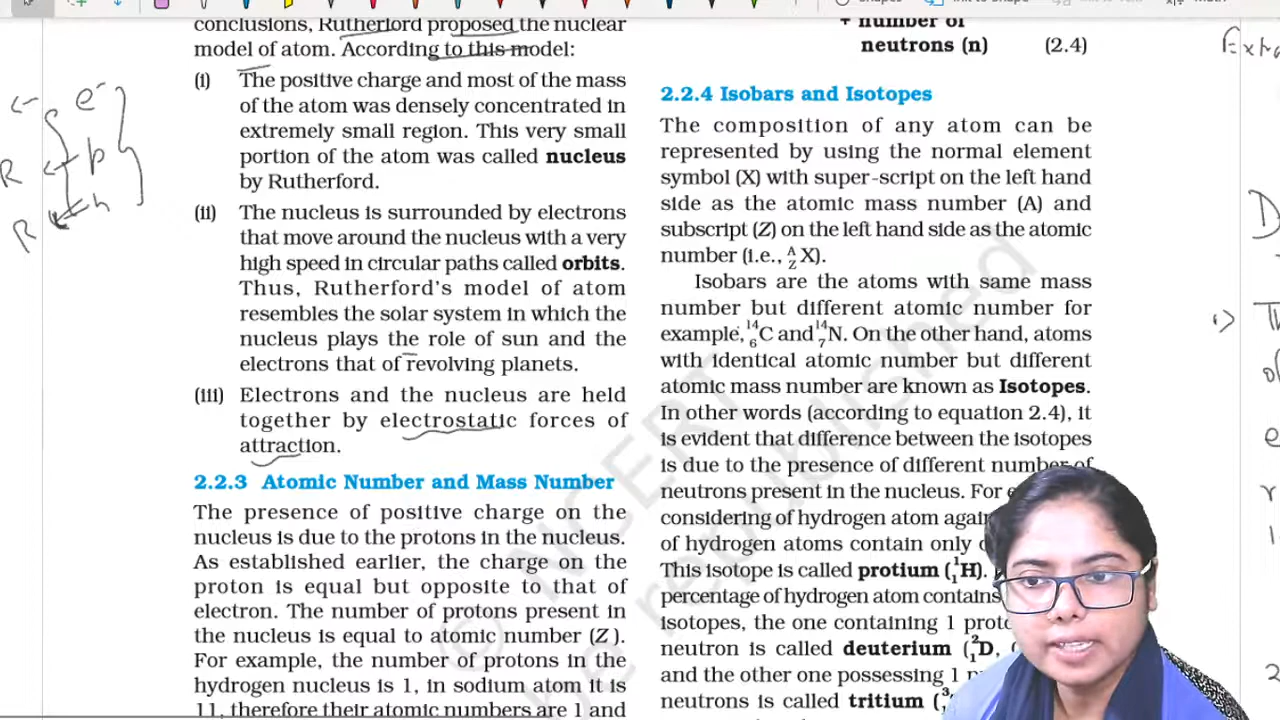 conclusions, Rutherford proposed the nuclear
model of atom. According to this model:
(i) The positive charge and most of the mass
of the atom was densely concentrated in
extremely small region. This very small
portion of the atom was called nucleus
by Rutherford.
(ii) The nucleus is surrounded by electrons
that move around the nucleus with a very
high speed in circular paths called orbits.
Thus, Rutherford's model of atom
resembles the solar system in which the
nucleus plays the role of sun and the
electrons that of revolving planets.
(iii) Electrons and the nucleus are held
together by electrostatic forces of
attraction.
2.2.3 Atomic Number and Mass Number
The presence of positive charge on the
nucleus is due to the protons in the nucleus.
As established earlier, the charge on the
proton is equal but opposite to that of
electron. The number of protons present in
the nucleus is equal to atomic number (Z).
For example, the number of protons in the
hydrogen nucleus is 1, in sodium atom it is
11, therefore their atomic numbers are 1 and
+ number of
neutrons (n) (2.4)
2.2.4 Isobars and Isotopes
The composition of any atom can be
represented by using the normal element
symbol (X) with super-script on the left hand
side as the atomic mass number (A) and
subscript (Z) on the left hand side as the atomic
number (i.e., ᴬ_Z X).
Isobars are the atoms with same mass
number but different atomic number for
example, ¹⁴₆C and ¹⁴₇N. On the other hand, atoms
with identical atomic number but different
atomic mass number are known as Isotopes.
In other words (according to equation 2.4), it
is evident that difference between the isotopes
is due to the presence of different number of
neutrons present in the nucleus. For
considering of hydrogen atom again
of hydrogen atoms contain only
This isotope is called protium (¹₁H).
percentage of hydrogen atom contains
isotopes, the one containing 1
neutron is called deuterium (²₁D,
and the other one possessing 1
neutrons is called tritium (
e⁻
p
n
R
R
© NCERT
be republished